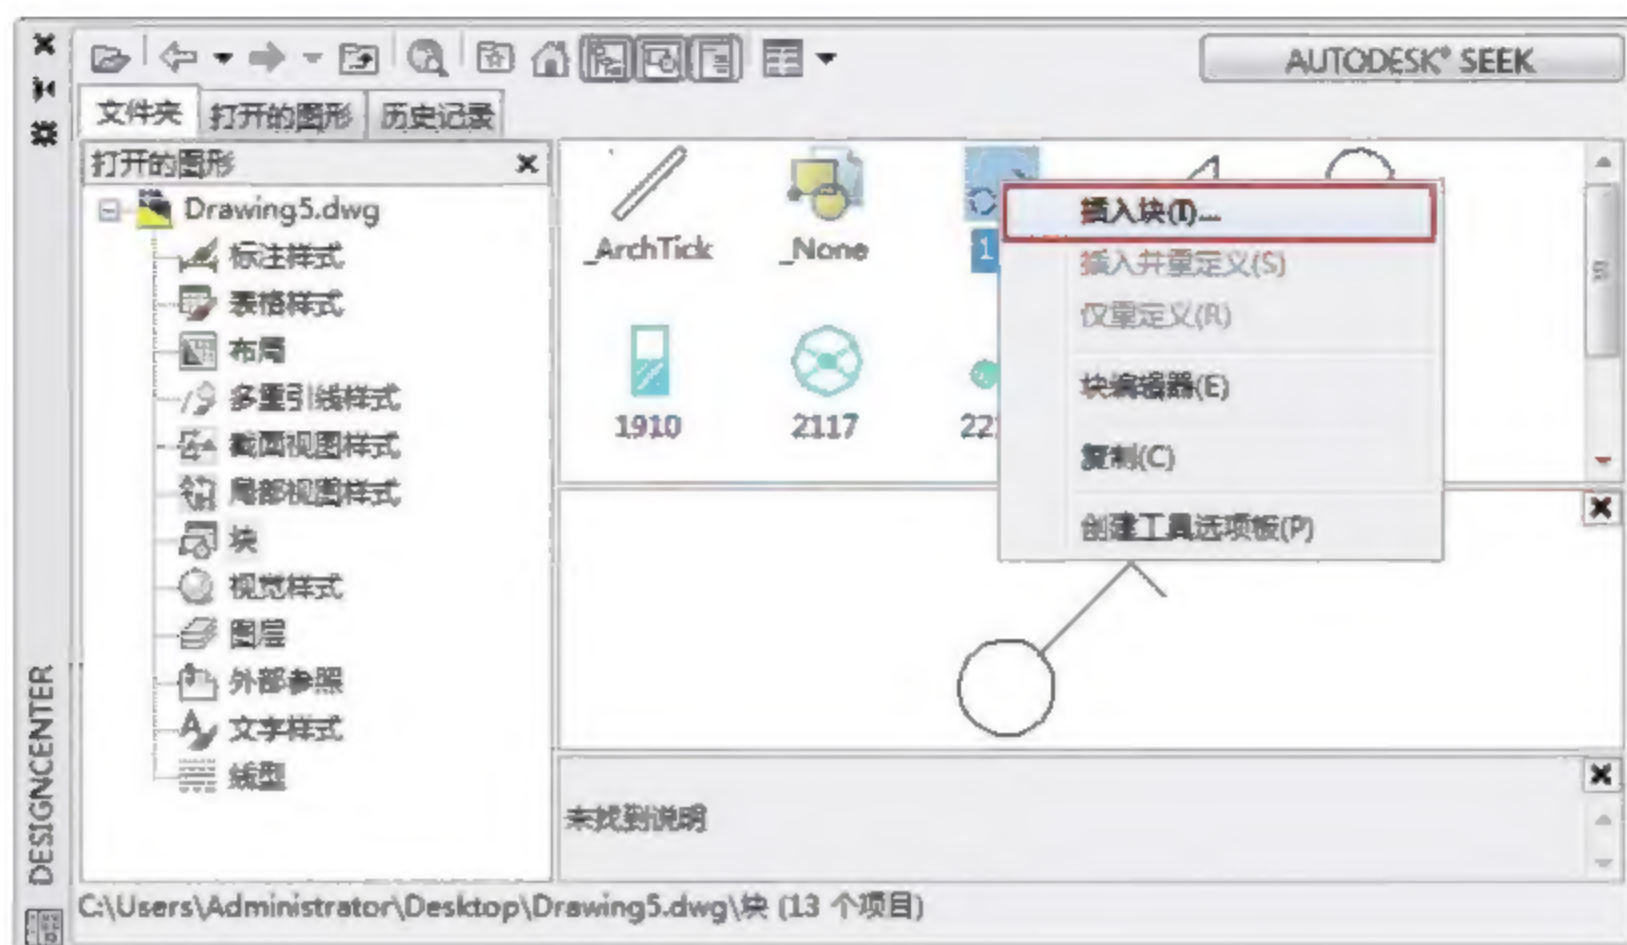 AUTODESK® SEEK
文件夹 打开的图形 历史记录
打开的图形
Drawing5.dwg
标注样式
表格样式
布局
多重引线样式
截面视图样式
局部视图样式
块
视觉样式
图层
外部参照
文字样式
线型
_ArchTick _None
1910 2117
插入块(I)...
插入并重定义(S)
仅重定义(R)
块编辑器(E)
复制(C)
创建工具选项板(P)
未找到说明
DESIGNCENTER
C:\Users\Administrator\Desktop\Drawing5.dwg\块 (13 个项目)